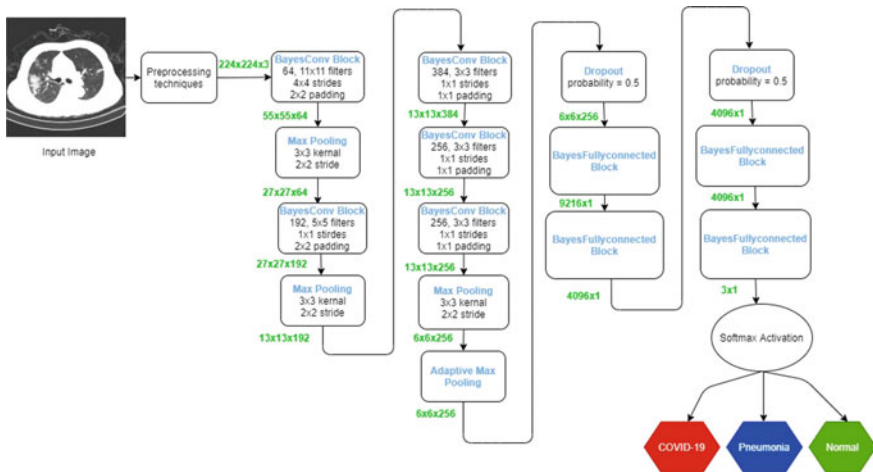 Input Image
Preprocessing
techniques
224x224x3
BayesConv Block
64, 11x11 filters
4x4 strides
2x2 padding
55x55x64
Max Pooling
3x3 kernal
2x2 stride
27x27x64
BayesConv Block
192, 5x5 filters
1x1 stirdes
2x2 padding
27x27x192
Max Pooling
3x3 kernal
2x2 stride
13x13x192
BayesConv Block
384, 3x3 filters
1x1 strides
1x1 padding
13x13x384
BayesConv Block
256, 3x3 filters
1x1 strides
1x1 padding
13x13x256
BayesConv Block
256, 3x3 filters
1x1 strides
1x1 padding
13x13x256
Max Pooling
3x3 kernal
2x2 stride
6x6x256
Adaptive Max
Pooling
6x6x256
Dropout
probability = 0.5
6x6x256
BayesFullyconnected
Block
9216x1
BayesFullyconnected
Block
4096x1
Dropout
probability = 0.5
4096x1
BayesFullyconnected
Block
4096x1
BayesFullyconnected
Block
3x1
Softmax Activation
COVID-19
Pneumonia
Normal